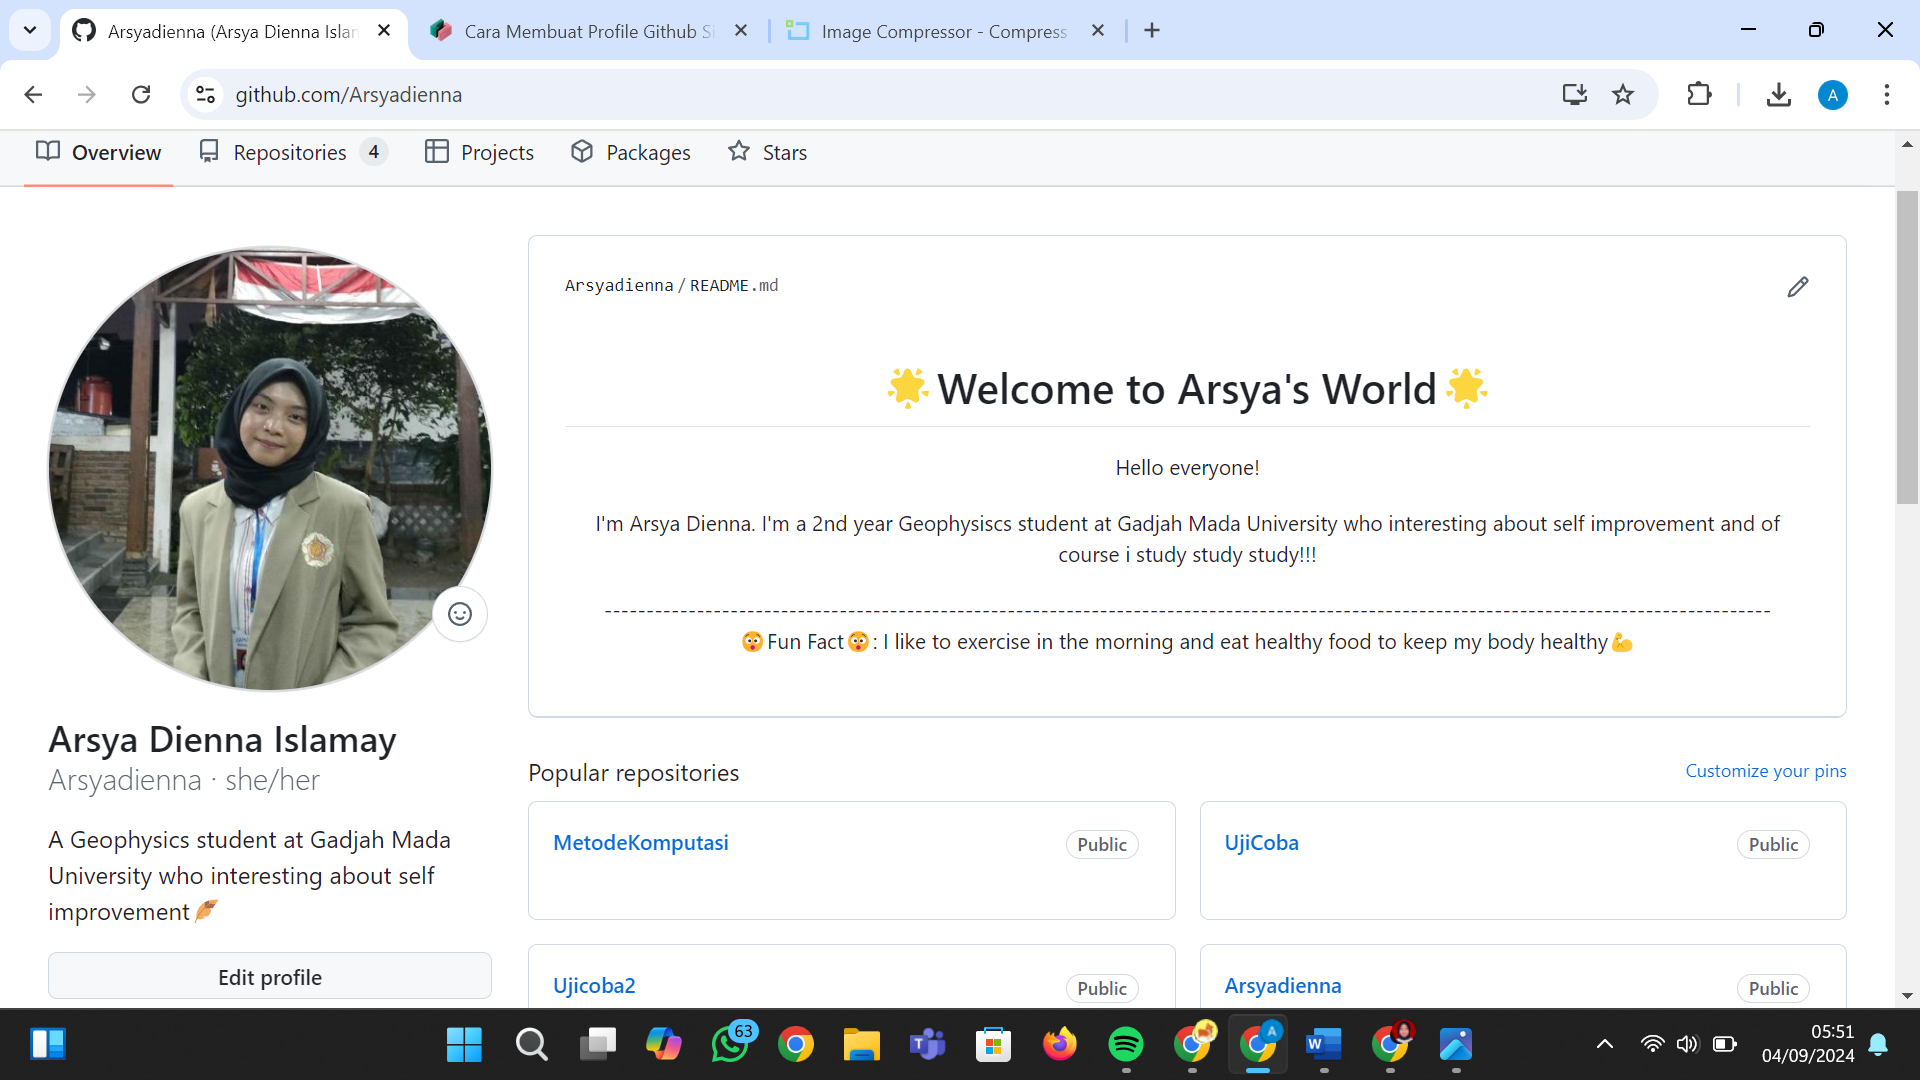 Arsyadienna (Arsya Dienna Islan
Cara Membuat Profile Github Si
Image Compressor - Compress
github.com/Arsyadienna
A
Overview
Repositories 4
Projects
Packages
Stars
Arsyadienna / README.md
🌟Welcome to Arsya's World🌟
Hello everyone!
I'm Arsya Dienna. I'm a 2nd year Geophysiscs student at Gadjah Mada University who interesting about self improvement and of
course i study study study!!!
--------------------------------------------------------------------------------------------------------------------------------------------
😲Fun Fact😲: I like to exercise in the morning and eat healthy food to keep my body healthy💪
Arsya Dienna Islamay
Arsyadienna · she/her
A Geophysics student at Gadjah Mada
University who interesting about self
improvement🍂
Edit profile
Popular repositories
Customize your pins
MetodeKomputasi
Public
UjiCoba
Public
Ujicoba2
Public
Arsyadienna
Public
63
T
A
W
05:51
04/09/2024